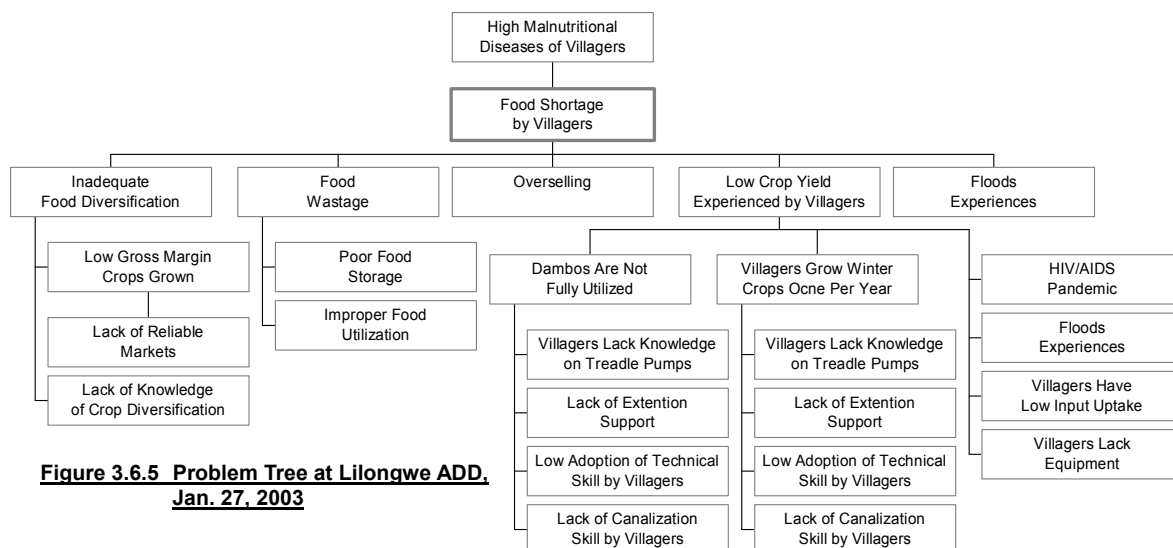 High Malnutritional
Diseases of Villagers
Food Shortage
by Villagers
Inadequate
Food Diversification
Food
Wastage
Overselling
Low Crop Yield
Experienced by Villagers
Floods
Experiences
Low Gross Margin
Crops Grown
Lack of Reliable
Markets
Lack of Knowledge
of Crop Diversification
Poor Food
Storage
Improper Food
Utilization
Dambos Are Not
Fully Utilized
Villagers Lack Knowledge
on Treadle Pumps
Lack of Extention
Support
Low Adoption of Technical
Skill by Villagers
Lack of Canalization
Skill by Villagers
Villagers Grow Winter
Crops Ocne Per Year
Villagers Lack Knowledge
on Treadle Pumps
Lack of Extention
Support
Low Adoption of Technical
Skill by Villagers
Lack of Canalization
Skill by Villagers
HIV/AIDS
Pandemic
Floods
Experiences
Villagers Have
Low Input Uptake
Villagers Lack
Equipment
Figure 3.6.5 Problem Tree at Lilongwe ADD,
Jan. 27, 2003